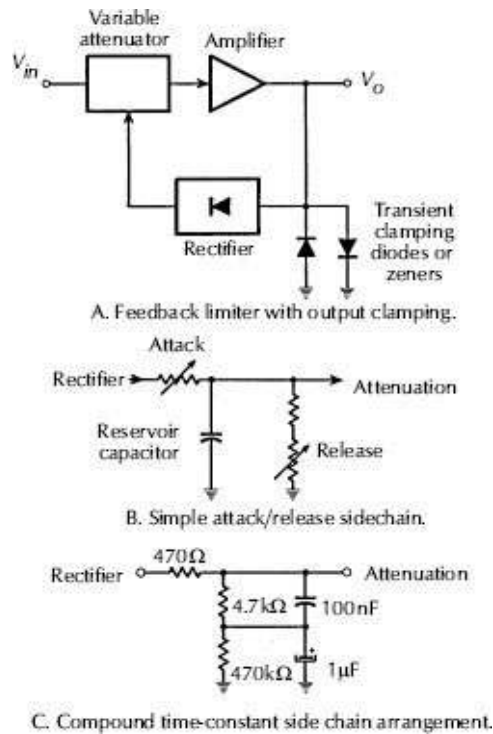 Variable
attenuator
Amplifier
Vin
Vo
Rectifier
Transient
clamping
diodes or
zeners
A. Feedback limiter with output clamping.
Attack
Rectifier
Attenuation
Reservoir
capacitor
Release
B. Simple attack/release sidechain.
470Ω
Rectifier
Attenuation
4.7kΩ
100nF
470kΩ
+
1μF
C. Compound time-constant side chain arrangement.